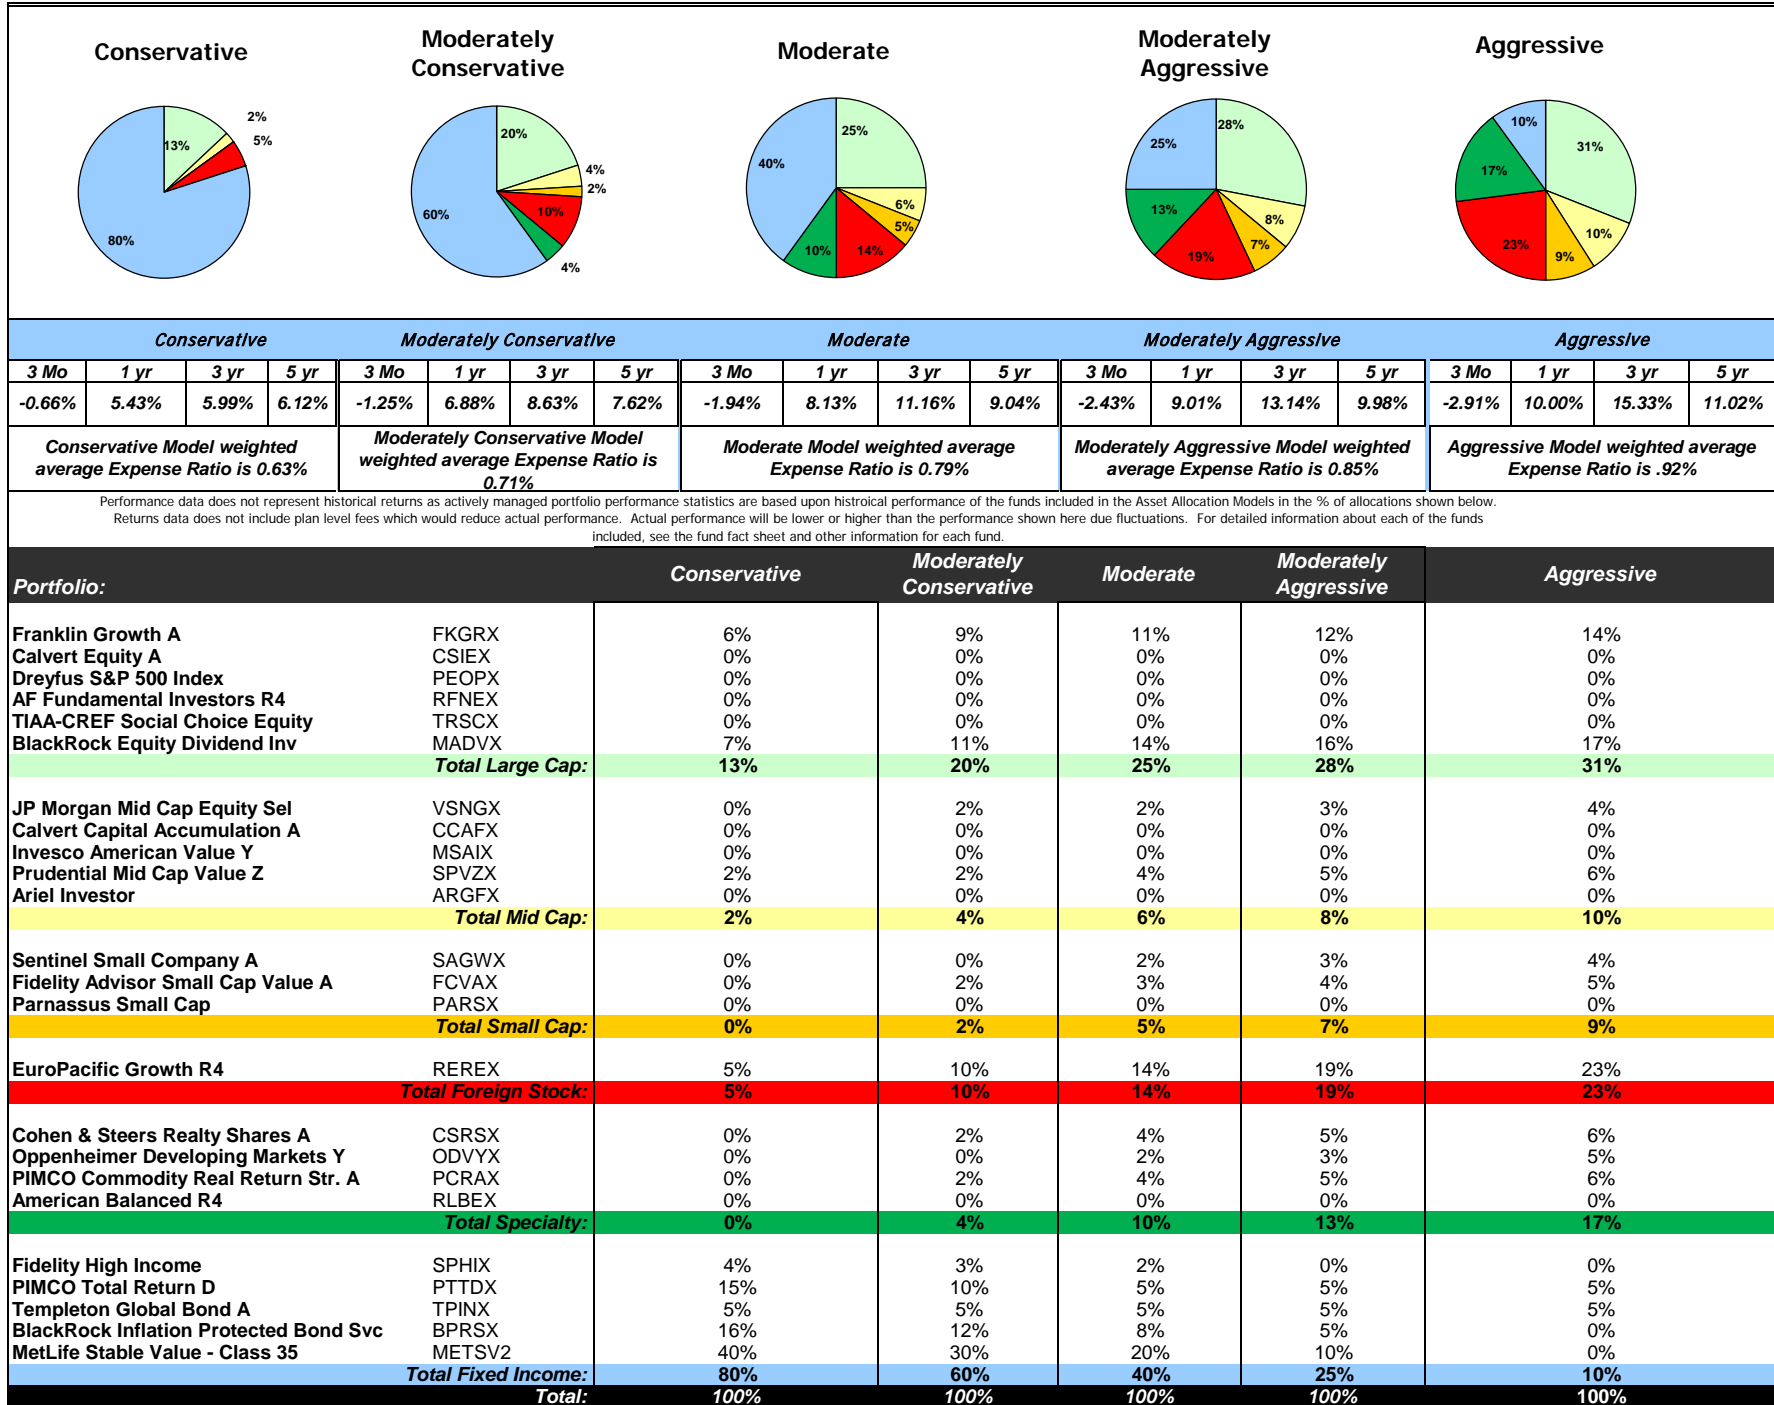 Conservative
Moderately
Conservative
Moderate
Moderately
Aggressive
Aggressive
13%
2%
5%
80%
20%
4%
2%
10%
4%
60%
25%
6%
5%
14%
10%
40%
28%
8%
7%
19%
13%
25%
31%
10%
9%
23%
17%
10%
Conservative Moderately Conservative Moderate Moderately Aggressive Aggressive
3 Mo 1 yr 3 yr 5 yr 3 Mo 1 yr 3 yr 5 yr 3 Mo 1 yr 3 yr 5 yr 3 Mo 1 yr 3 yr 5 yr 3 Mo 1 yr 3 yr 5 yr
-0.66% 5.43% 5.99% 6.12% -1.25% 6.88% 8.63% 7.62% -1.94% 8.13% 11.16% 9.04% -2.43% 9.01% 13.14% 9.98% -2.91% 10.00% 15.33% 11.02%
Conservative Model weighted
average Expense Ratio is 0.63%
Moderately Conservative Model
weighted average Expense Ratio is
0.71%
Moderate Model weighted average
Expense Ratio is 0.79%
Moderately Aggressive Model weighted
average Expense Ratio is 0.85%
Aggressive Model weighted average
Expense Ratio is .92%
Performance data does not represent historical returns as actively managed portfolio performance statistics are based upon histroical performance of the funds included in the Asset Allocation Models in the % of allocations shown below.
Returns data does not include plan level fees which would reduce actual performance. Actual performance will be lower or higher than the performance shown here due fluctuations. For detailed information about each of the funds
included, see the fund fact sheet and other information for each fund.
Portfolio: Conservative Moderately Conservative Moderate Moderately Aggressive Aggressive
Franklin Growth A FKGRX 6% 9% 11% 12% 14%
Calvert Equity A CSIEX 0% 0% 0% 0% 0%
Dreyfus S&P 500 Index PEOPX 0% 0% 0% 0% 0%
AF Fundamental Investors R4 RFNEX 0% 0% 0% 0% 0%
TIAA-CREF Social Choice Equity TRSCX 0% 0% 0% 0% 0%
BlackRock Equity Dividend Inv MADVX 7% 11% 14% 16% 17%
Total Large Cap: 13% 20% 25% 28% 31%
JP Morgan Mid Cap Equity Sel VSNGX 0% 2% 2% 3% 4%
Calvert Capital Accumulation A CCAFX 0% 0% 0% 0% 0%
Invesco American Value Y MSAIX 0% 0% 0% 0% 0%
Prudential Mid Cap Value Z SPVZX 2% 2% 4% 5% 6%
Ariel Investor ARGFX 0% 0% 0% 0% 0%
Total Mid Cap: 2% 4% 6% 8% 10%
Sentinel Small Company A SAGWX 0% 0% 2% 3% 4%
Fidelity Advisor Small Cap Value A FCVAX 0% 2% 3% 4% 5%
Parnassus Small Cap PARSX 0% 0% 0% 0% 0%
Total Small Cap: 0% 2% 5% 7% 9%
EuroPacific Growth R4 REREX 5% 10% 14% 19% 23%
Total Foreign Stock: 5% 10% 14% 19% 23%
Cohen & Steers Realty Shares A CSRSX 0% 2% 4% 5% 6%
Oppenheimer Developing Markets Y ODVYX 0% 0% 2% 3% 5%
PIMCO Commodity Real Return Str. A PCRAX 0% 2% 4% 5% 6%
American Balanced R4 RLBEX 0% 0% 0% 0% 0%
Total Specialty: 0% 4% 10% 13% 17%
Fidelity High Income SPHIX 4% 3% 2% 0% 0%
PIMCO Total Return D PTTDX 15% 10% 5% 5% 5%
Templeton Global Bond A TPINX 5% 5% 5% 5% 5%
BlackRock Inflation Protected Bond Svc BPRSX 16% 12% 8% 5% 0%
MetLife Stable Value - Class 35 METSV2 40% 30% 20% 10% 0%
Total Fixed Income: 80% 60% 40% 25% 10%
Total: 100% 100% 100% 100% 100%